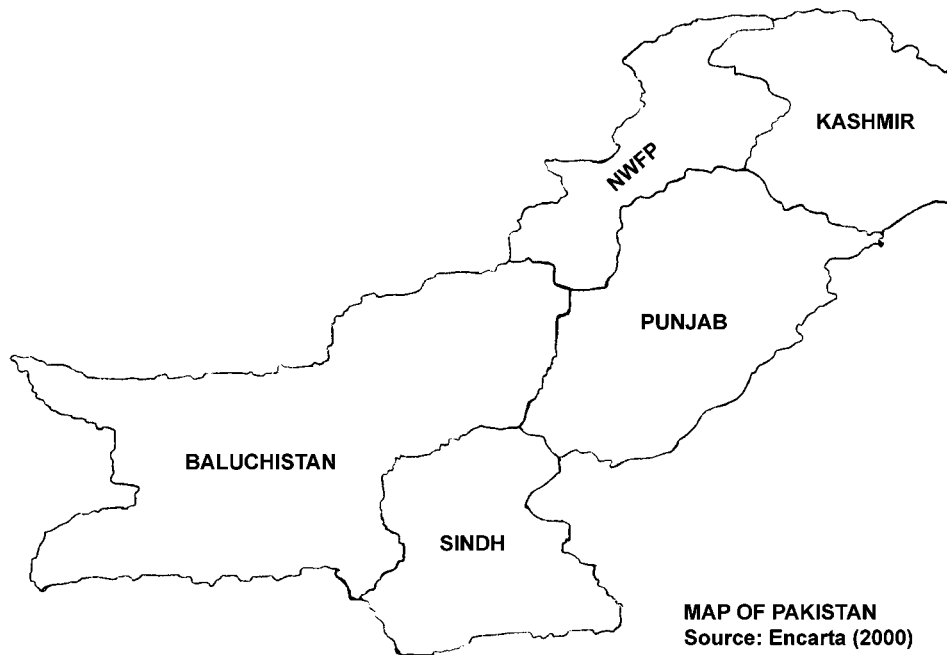 KASHMIR
NWFP
PUNJAB
BALUCHISTAN
SINDH
MAP OF PAKISTAN
Source: Encarta (2000)